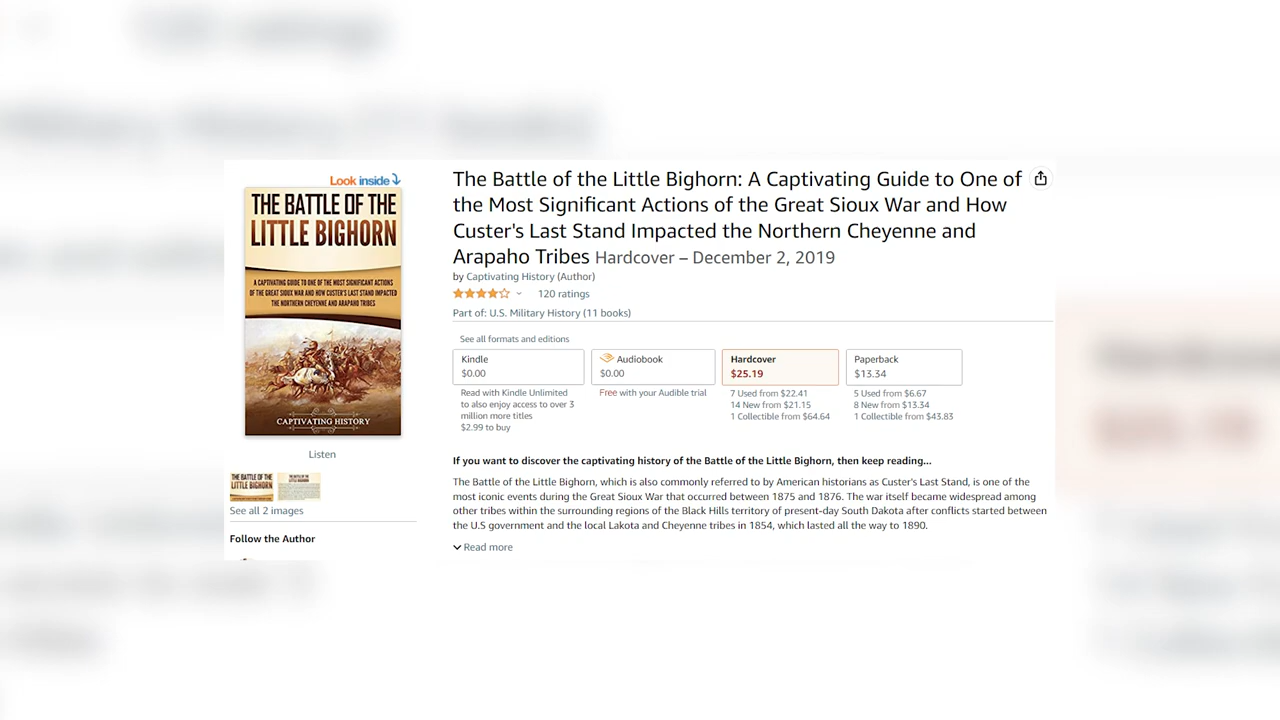 Look inside
THE BATTLE OF THE
LITTLE BIGHORN
A CAPTIVATING GUIDE TO ONE OF THE MOST SIGNIFICANT ACTIONS
OF THE GREAT SIOUX WAR AND HOW CUSTER'S LAST STAND IMPACTED
THE NORTHERN CHEYENNE AND ARAPAHO TRIBES
CAPTIVATING HISTORY
Listen
THE BATTLE OF THE
LITTLE BIGHORN
See all 2 images
Follow the Author
The Battle of the Little Bighorn: A Captivating Guide to One of
the Most Significant Actions of the Great Sioux War and How
Custer's Last Stand Impacted the Northern Cheyenne and
Arapaho Tribes Hardcover – December 2, 2019
by Captivating History (Author)
120 ratings
Part of: U.S. Military History (11 books)
See all formats and editions
Kindle
$0.00
Read with Kindle Unlimited
to also enjoy access to over 3
million more titles
$2.99 to buy
Audiobook
$0.00
Free with your Audible trial
Hardcover
$25.19
7 Used from $22.41
14 New from $21.15
1 Collectible from $64.64
Paperback
$13.34
5 Used from $6.67
8 New from $13.34
1 Collectible from $43.83
If you want to discover the captivating history of the Battle of the Little Bighorn, then keep reading...
The Battle of the Little Bighorn, which is also commonly referred to by American historians as Custer's Last Stand, is one of the
most iconic events during the Great Sioux War that occurred between 1875 and 1876. The war itself became widespread among
other tribes within the surrounding regions of the Black Hills territory of present-day South Dakota after conflicts started between
the U.S government and the local Lakota and Cheyenne tribes in 1854, which lasted all the way to 1890.
Read more